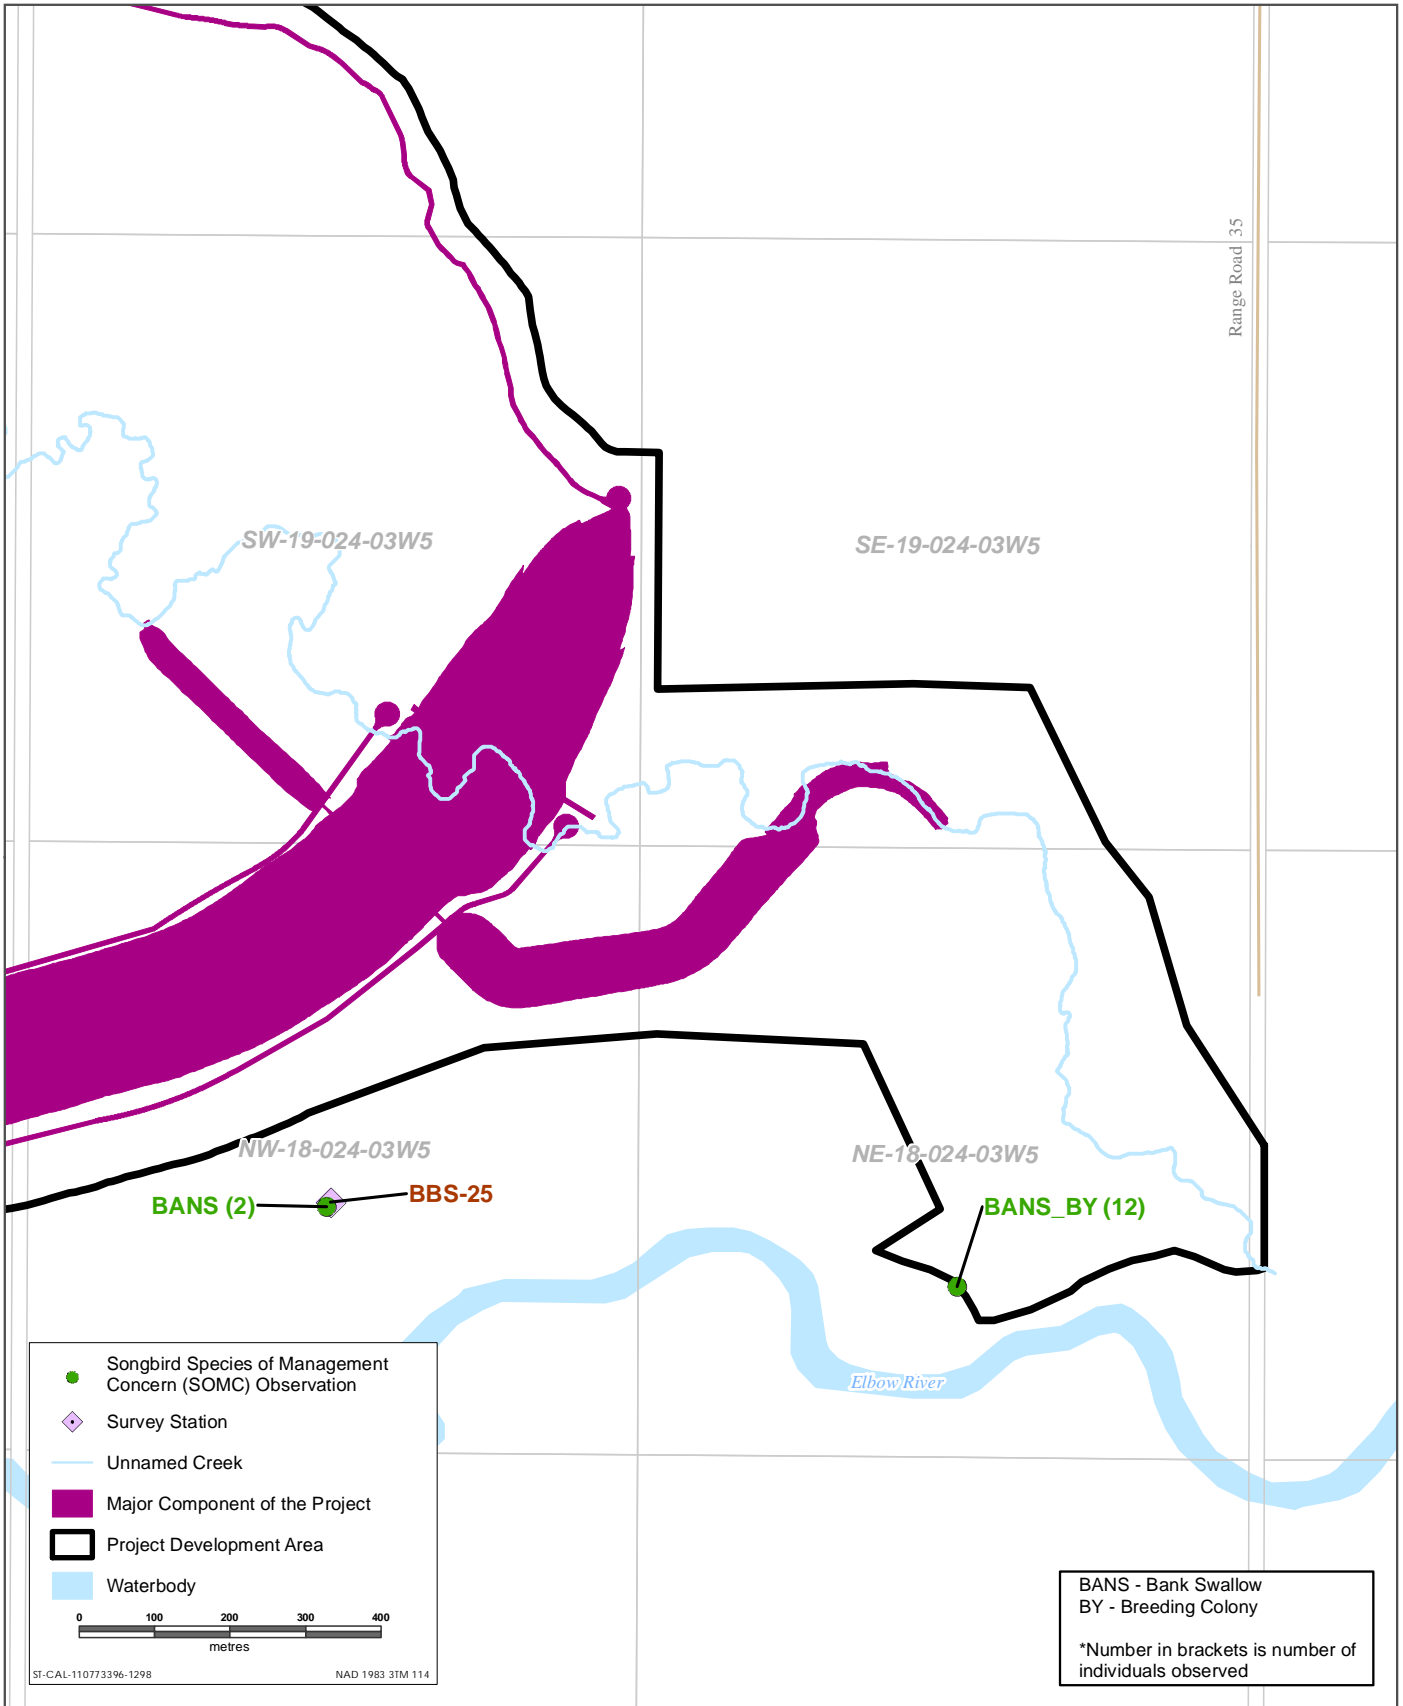 Range Road 35
SW-19-024-03W5
SE-19-024-03W5
NW-18-024-03W5
NE-18-024-03W5
BANS (2)
BBS-25
BANS_BY (12)
Elbow River
Songbird Species of Management
Concern (SOMC) Observation
Survey Station
Unnamed Creek
Major Component of the Project
Project Development Area
Waterbody
0 100 200 300 400
metres
ST-CAL-110773396-1298 NAD 1983 3TM 114
BANS - Bank Swallow
BY - Breeding Colony
*Number in brackets is number of
individuals observed